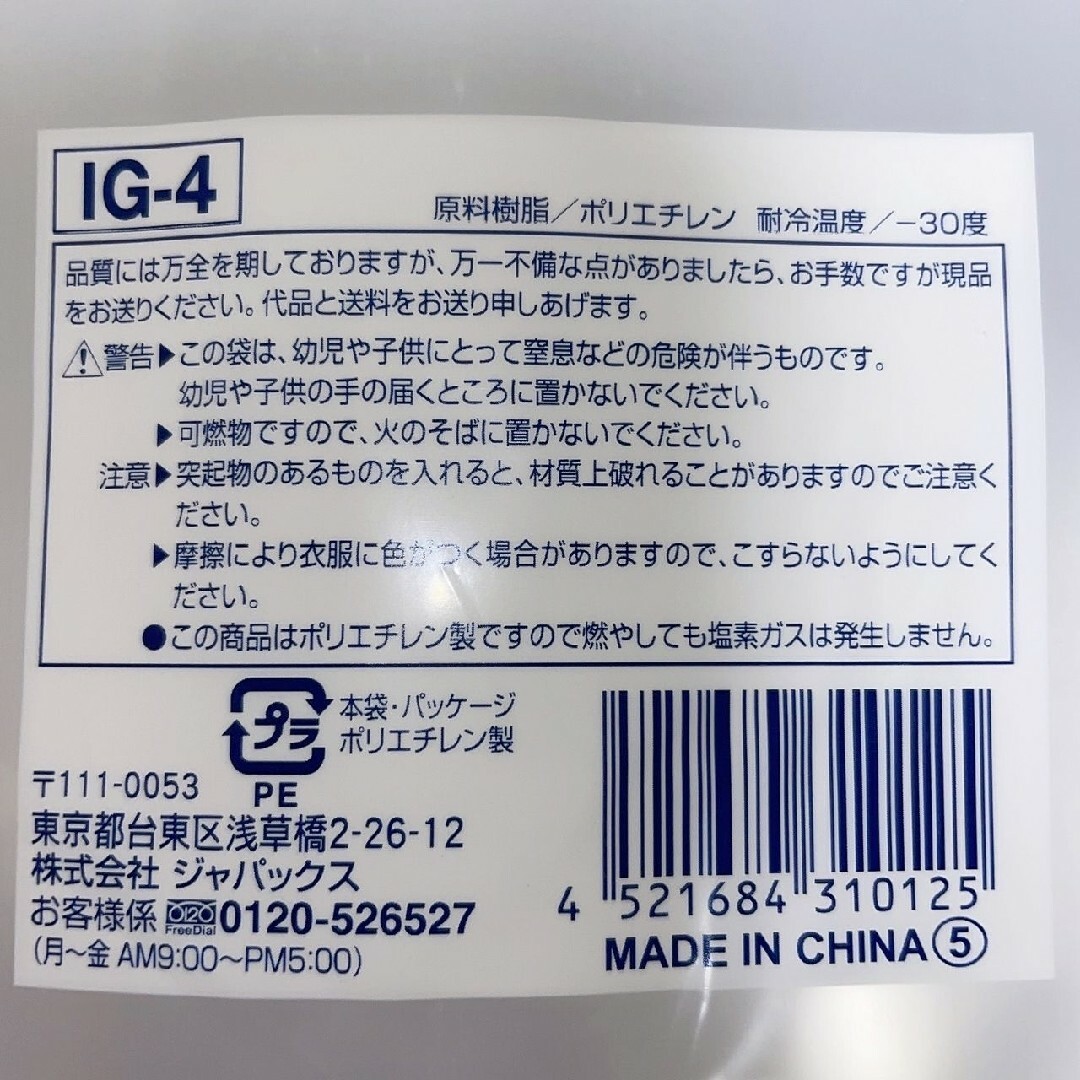 IG-4
原料樹脂／ポリエチレン 耐冷温度／-30度
品質には万全を期しておりますが、万一不備な点がありましたら、お手数ですが現品
をお送りください。代品と送料をお送り申しあげます。
警告▶この袋は、幼児や子供にとって窒息などの危険が伴うものです。
幼児や子供の手の届くところに置かないでください。
▶可燃物ですので、火のそばに置かないでください。
注意▶突起物のあるものを入れると、材質上破れることがありますのでご注意く
ださい。
▶摩擦により衣服に色がつく場合がありますので、こすらないようにしてく
ださい。
●この商品はポリエチレン製ですので燃やしても塩素ガスは発生しません。
プラ
PE
本袋・パッケージ
ポリエチレン製
〒111-0053
東京都台東区浅草橋2-26-12
株式会社 ジャパックス
お客様係 0120 FreeDial 0120-526527
(月〜金 AM9:00〜PM5:00)
4 521684 310125
MADE IN CHINA⑤